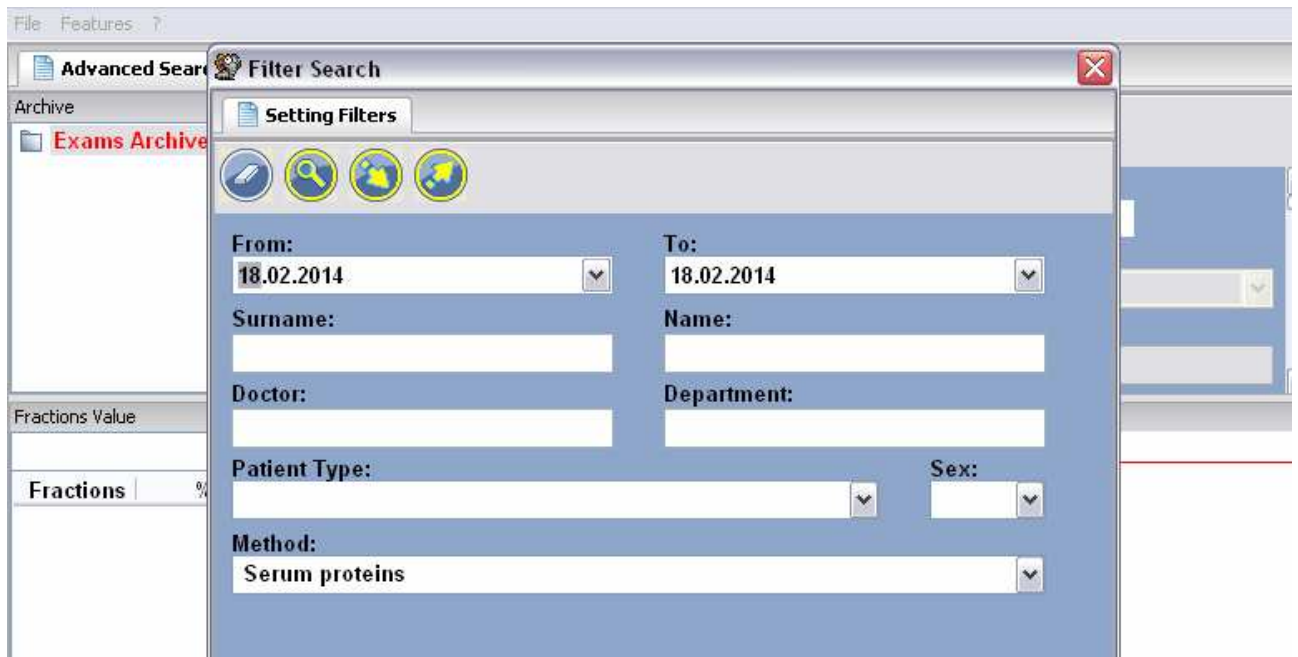 File Features ?
Advanced Sear
Filter Search
Archive
Setting Filters
Exams Archive
From: To:
18.02.2014 18.02.2014
Surname: Name:
Doctor: Department:
Fractions Value
Patient Type: Sex:
Fractions %
Method:
Serum proteins